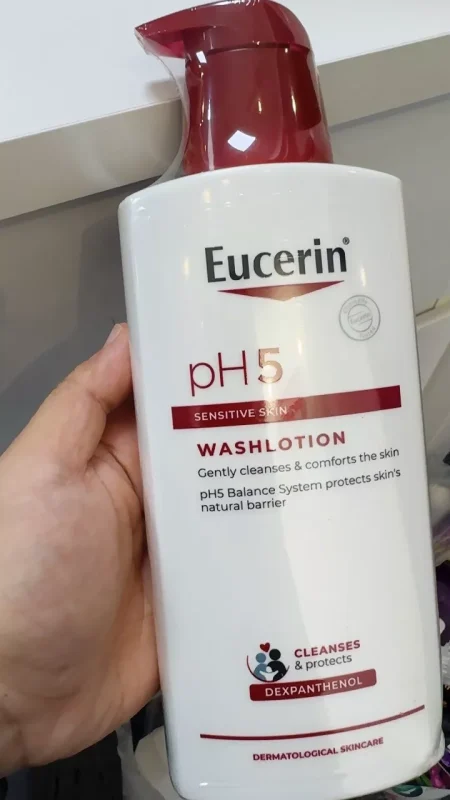 Eucerin®
pH5
SENSITIVE SKIN
WASHLOTION
Gently cleanses & comforts the skin
pH5 Balance System protects skin's
natural barrier
CLEANSES
& protects
DEXPANTHENOL
DERMATOLOGICAL SKINCARE